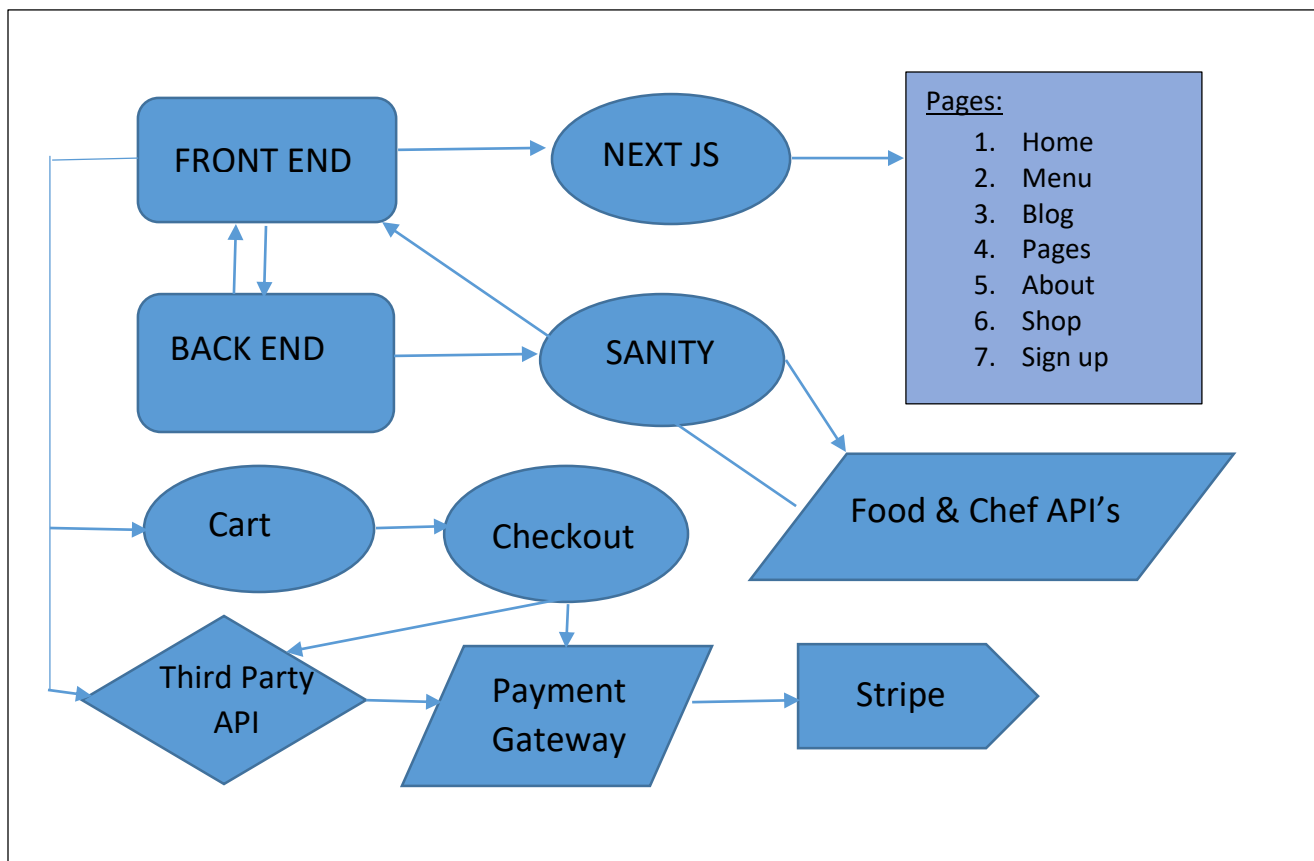 FRONT END
NEXT JS
Pages:
1. Home
2. Menu
3. Blog
4. Pages
5. About
6. Shop
7. Sign up
BACK END
SANITY
Food & Chef API’s
Cart
Checkout
Third Party
API
Payment
Gateway
Stripe